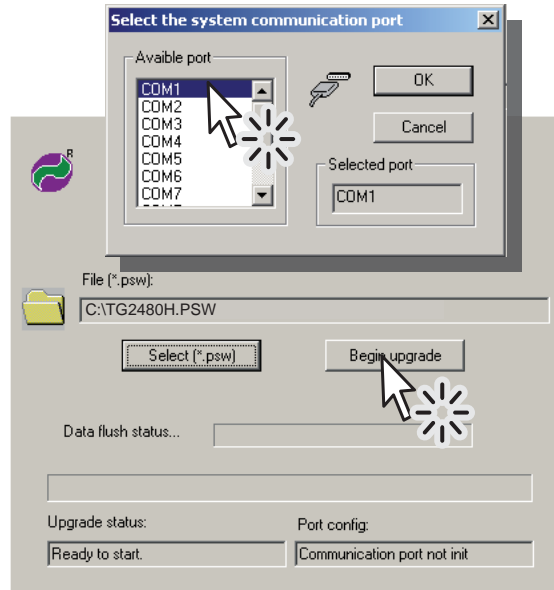 Select the system communication port
Avaible port
COM1
COM2
COM3
COM4
COM5
COM6
COM7
OK
Cancel
Selected port
COM1
R
File (*.psw):
C:\TG2480H.PSW
Select (*.psw)
Begin upgrade
Data flush status...
Upgrade status:
Port config:
Ready to start.
Communication port not init